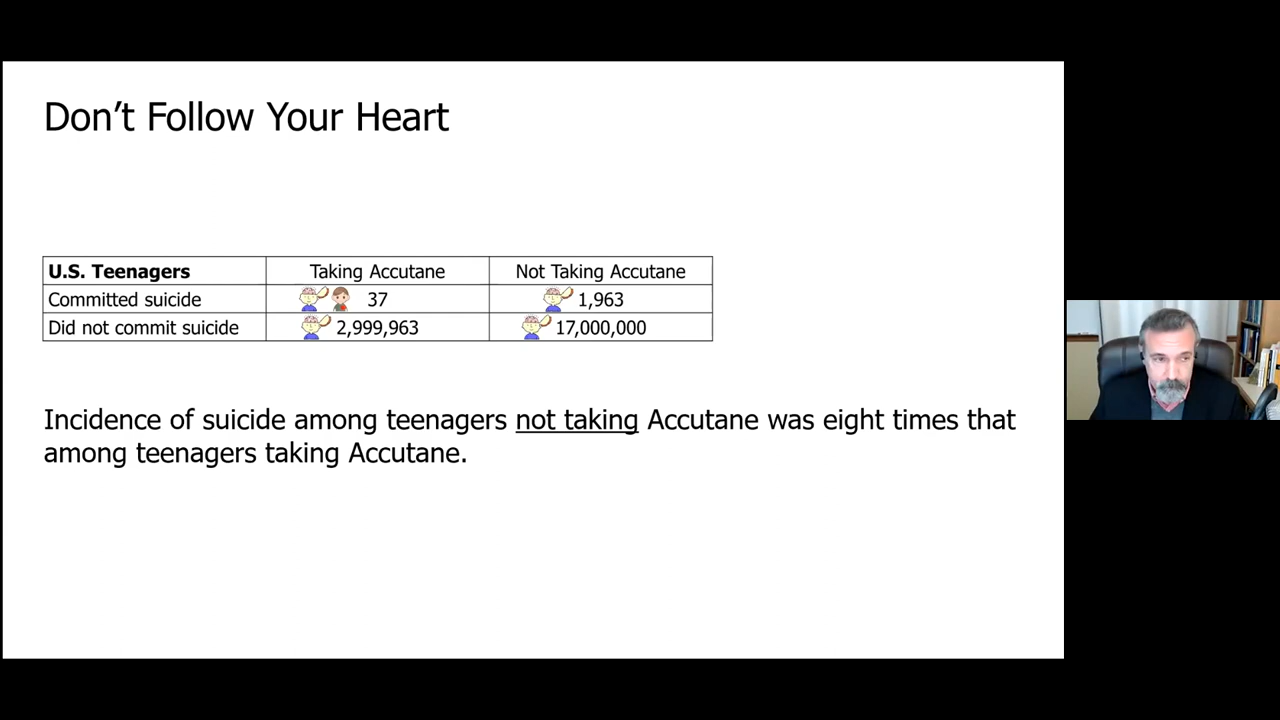 Don't Follow Your Heart
U.S. Teenagers Taking Accutane Not Taking Accutane
Committed suicide 37 1,963
Did not commit suicide 2,999,963 17,000,000
Incidence of suicide among teenagers not taking Accutane was eight times that
among teenagers taking Accutane.